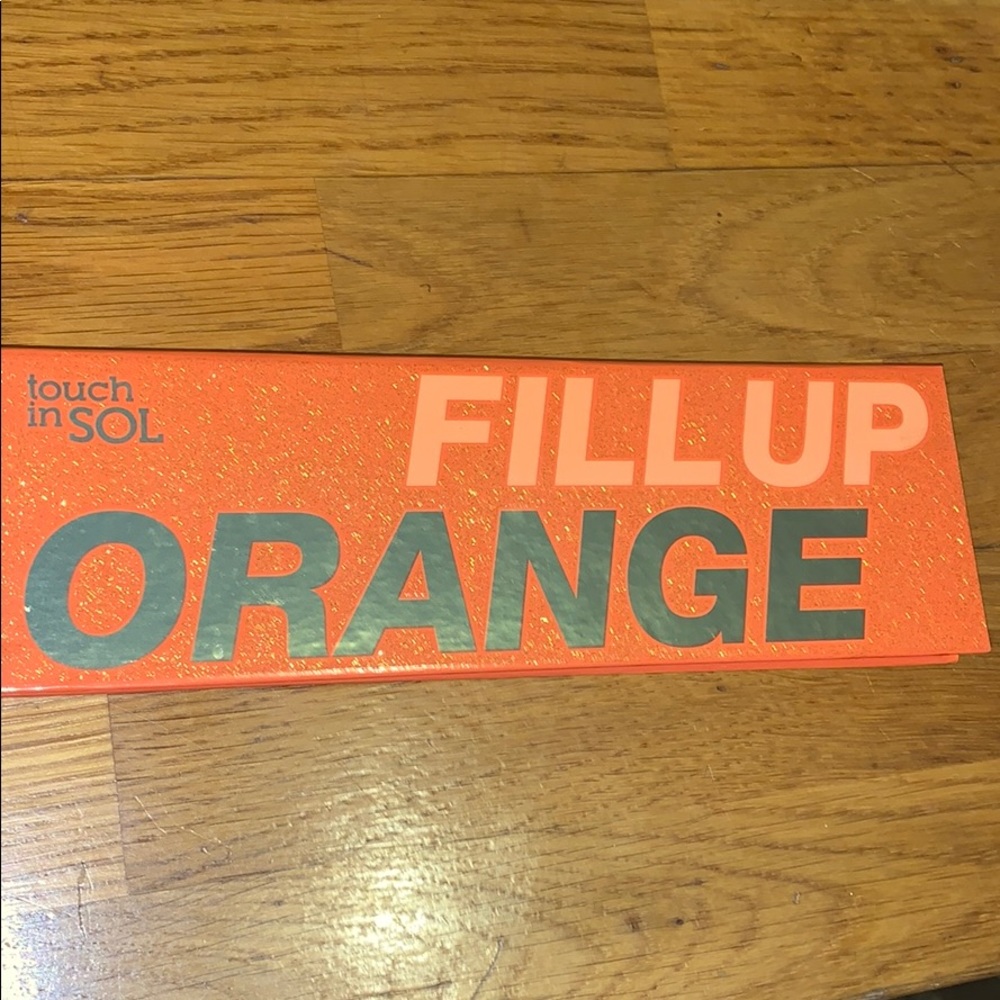 touch
in SOL
FILL UP
ORANGE